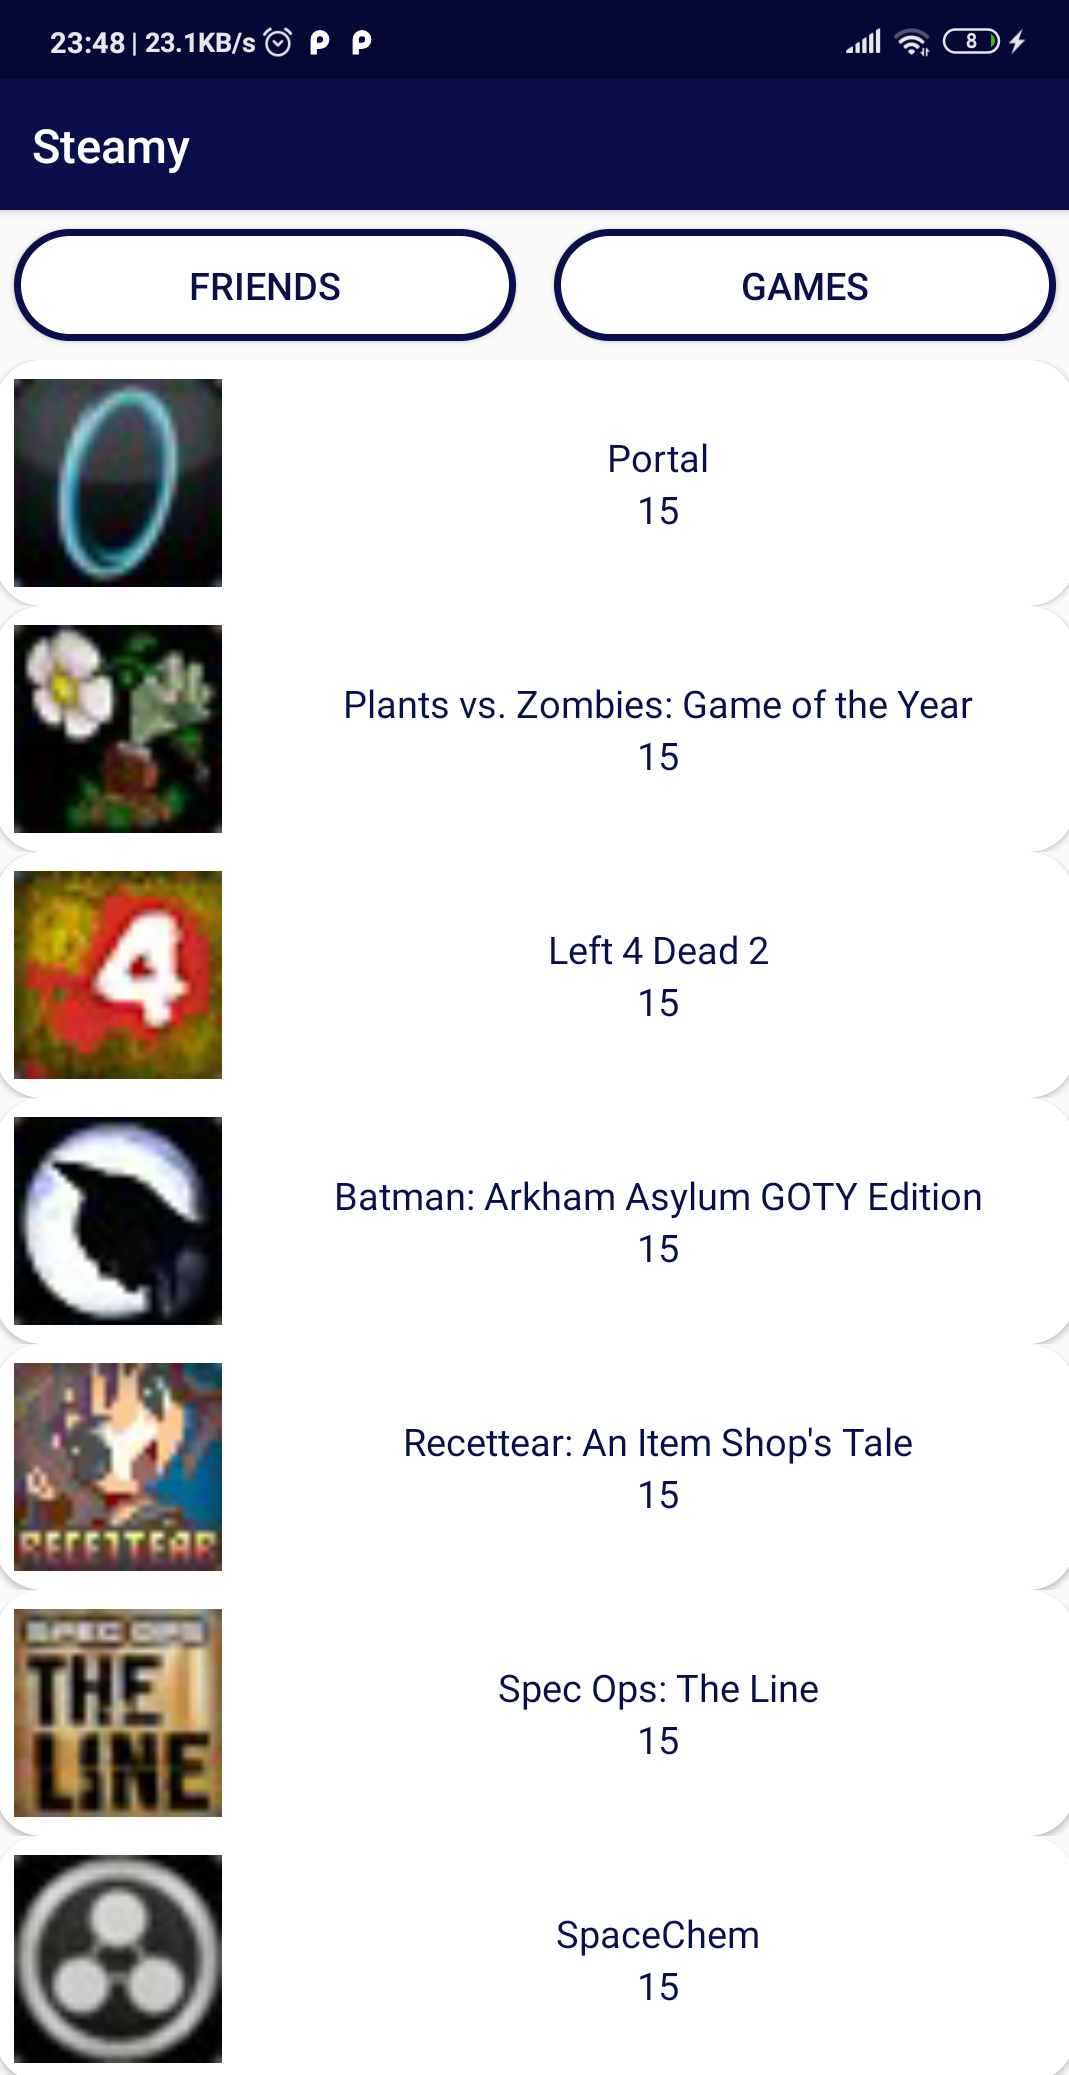 23:48 | 23.1KB/s
8
Steamy
FRIENDS
GAMES
Portal
15
Plants vs. Zombies: Game of the Year
15
4
Left 4 Dead 2
15
Batman: Arkham Asylum GOTY Edition
15
RECETTEAR
Recettear: An Item Shop's Tale
15
SPEC OPS
THE
LINE
Spec Ops: The Line
15
SpaceChem
15